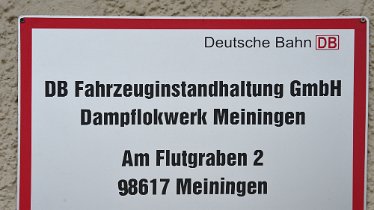 Deutsche Bahn DB
DB Fahrzeuginstandhaltung GmbH
Dampflokwerk Meiningen
Am Flutgraben 2
98617 Meiningen